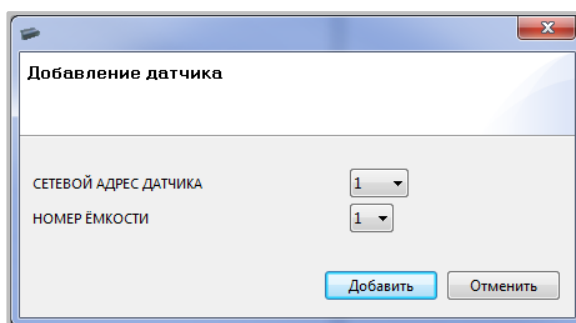 Добавление датчика
СЕТЕВОЙ АДРЕС ДАТЧИКА 1
НОМЕР ЁМКОСТИ 1
Добавить Отменить